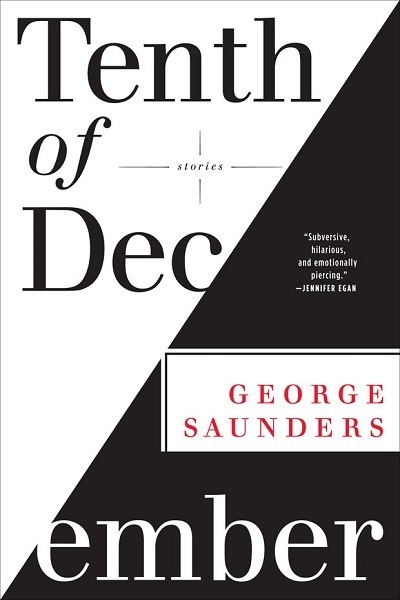 Tenth
of
stories
Dec
“Subversive,
hilarious,
and emotionally
piercing.”
—JENNIFER EGAN
GEORGE
SAUNDERS
ember